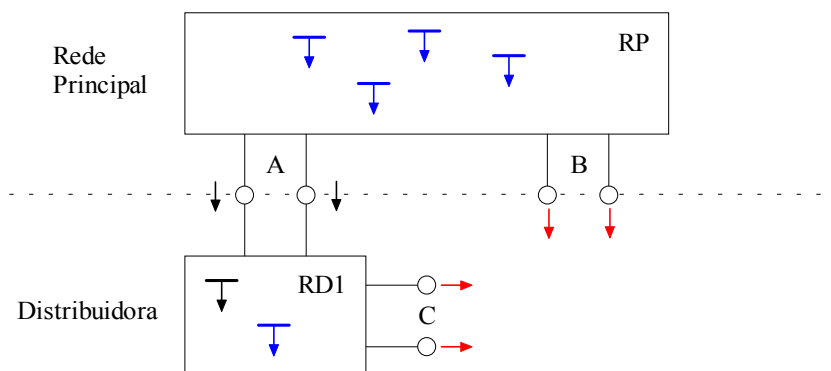 Rede
Principal
RP
A
B
RD1
Distribuidora
C